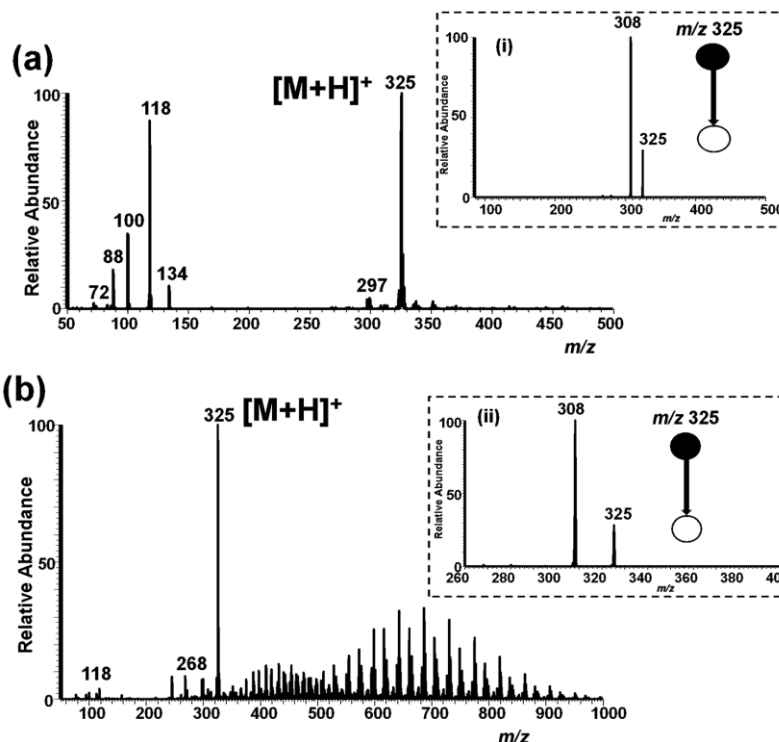 (a)
[M+H]+
Relative Abundance
100
50
0
72
88
100
118
134
297
325
50 100 150 200 250 300 350 400 450 500
m/z
(i)
308
m/z 325
325
Relative Abundance
100
50
0
100 200 300 400 500
m/z
(b)
325 [M+H]+
Relative Abundance
100
50
0
118
268
100 200 300 400 500 600 700 800 900 1000
m/z
(ii)
308
m/z 325
325
Relative Abundance
100
50
0
260 280 300 320 340 360 380 400
m/z